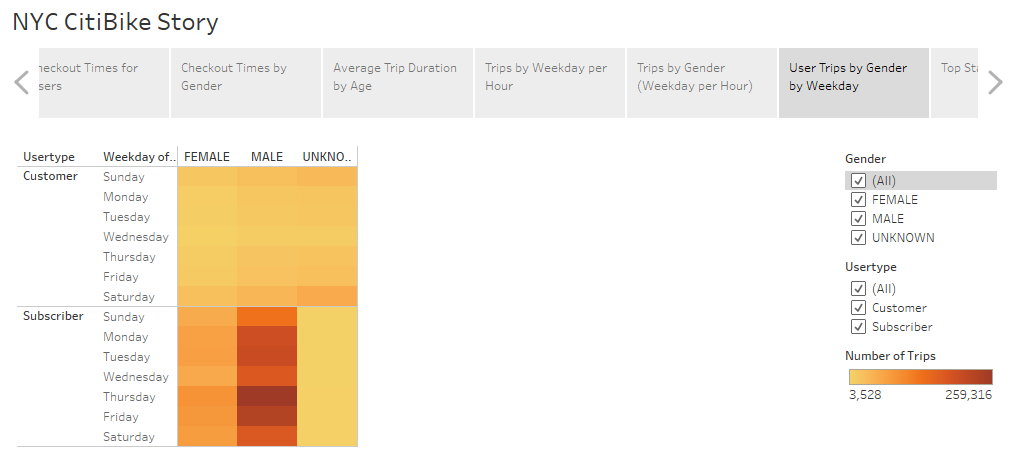 NYC CitiBike Story
heckout Times for
sers
Checkout Times by
Gender
Average Trip Duration
by Age
Trips by Weekday per
Hour
Trips by Gender
(Weekday per Hour)
User Trips by Gender
by Weekday
Top Sta
Usertype Weekday of.. FEMALE MALE UNKNO..
Customer Sunday
Monday
Tuesday
Wednesday
Thursday
Friday
Saturday
Subscriber Sunday
Monday
Tuesday
Wednesday
Thursday
Friday
Saturday
Gender
(All)
FEMALE
MALE
UNKNOWN
Usertype
(All)
Customer
Subscriber
Number of Trips
3,528 259,316